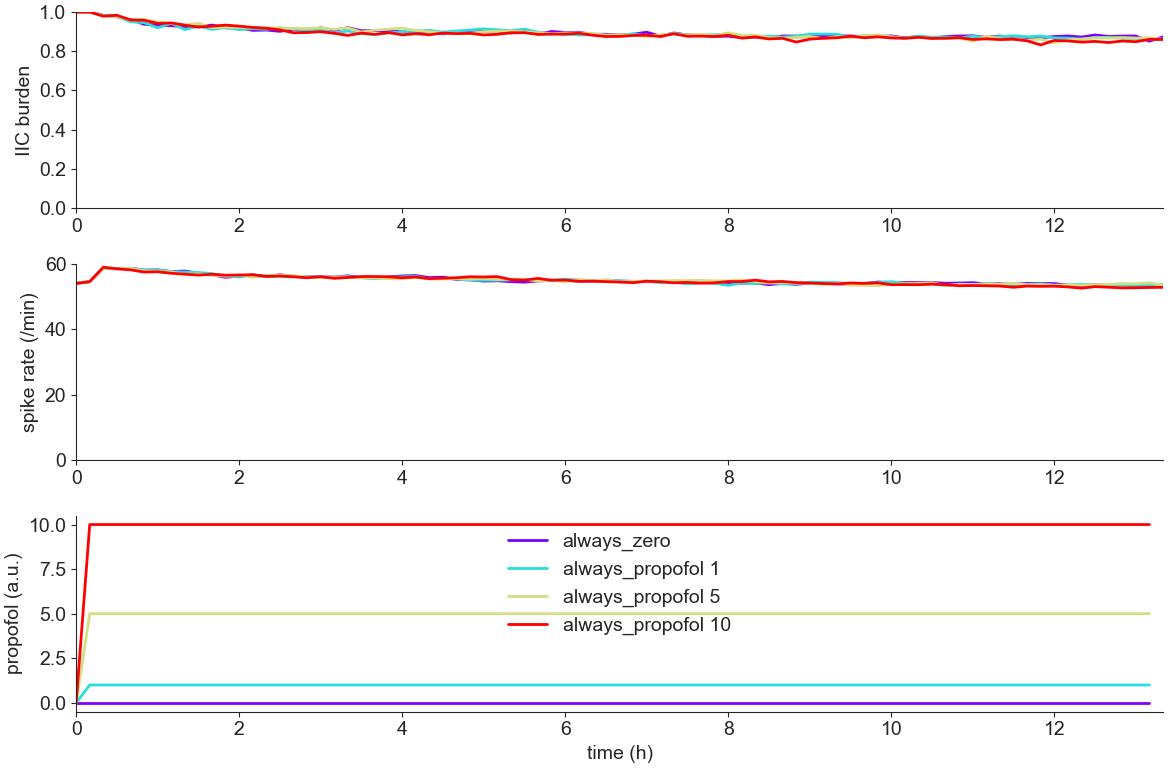 1.0
0.8
0.6
0.4
0.2
0.0
IIC burden
0 2 4 6 8 10 12
60
40
20
0
spike rate (/min)
0 2 4 6 8 10 12
10.0
7.5
5.0
2.5
0.0
propofol (a.u.)
always_zero
always_propofol 1
always_propofol 5
always_propofol 10
0 2 4 6 8 10 12
time (h)